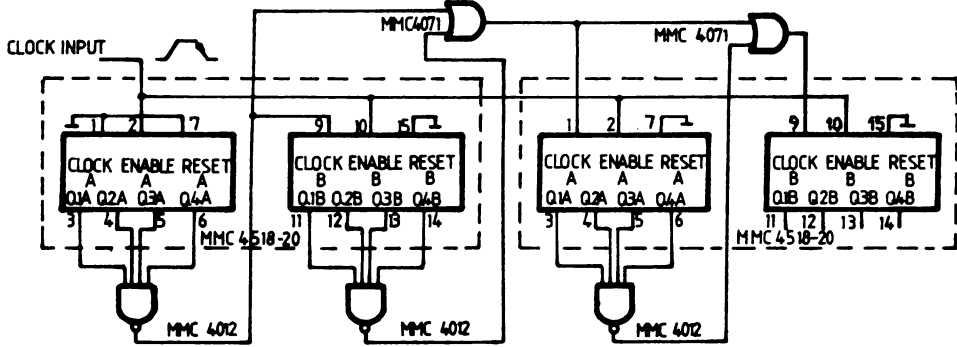 MMC4071
MMC 4071
CLOCK INPUT
1 2 7
9 10 15
1 2 7
9 10 15
CLOCK ENABLE RESET
A A A
Q1A Q2A Q3A Q4A
3 4 5 6
CLOCK ENABLE RESET
B B B
Q1B Q2B Q3B Q4B
11 12 13 14
CLOCK ENABLE RESET
A A A
Q1A Q2A Q3A Q4A
3 4 5 6
CLOCK ENABLE RESET
B B B
Q1B Q2B Q3B Q4B
11 12 13 14
MMC 4518-20
MMC 4518-20
MMC 4012
MMC 4012
MMC 4012